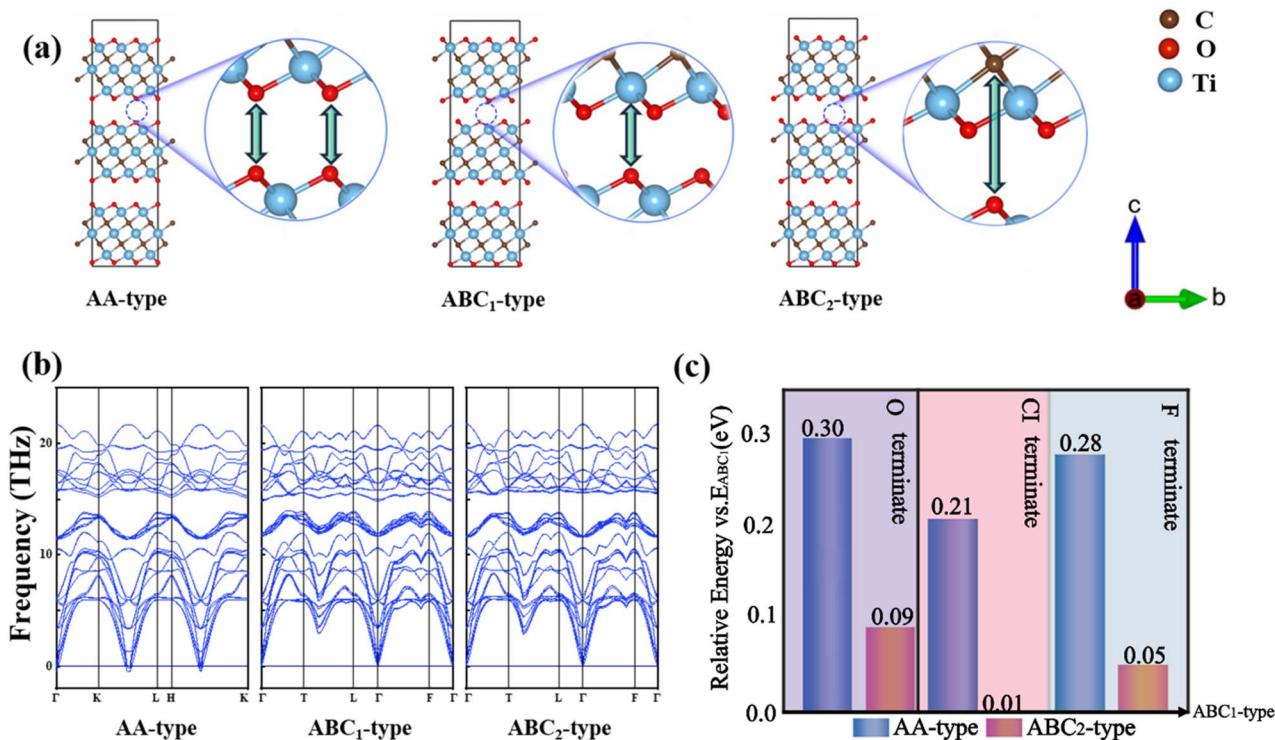 (a)
AA-type
ABC₁-type
ABC₂-type
C
O
Ti
c
a
b
(b)
Frequency (THz)
20
10
0
Γ K L H K
Γ T L Γ F Γ
Γ T L Γ F Γ
AA-type
ABC₁-type
ABC₂-type
(c)
Relative Energy vs.EABC₁(eV)
0.3
0.2
0.1
0.0
O terminate
CI terminate
F terminate
0.30
0.09
0.21
0.01
0.28
0.05
ABC₁-type
AA-type
ABC₂-type